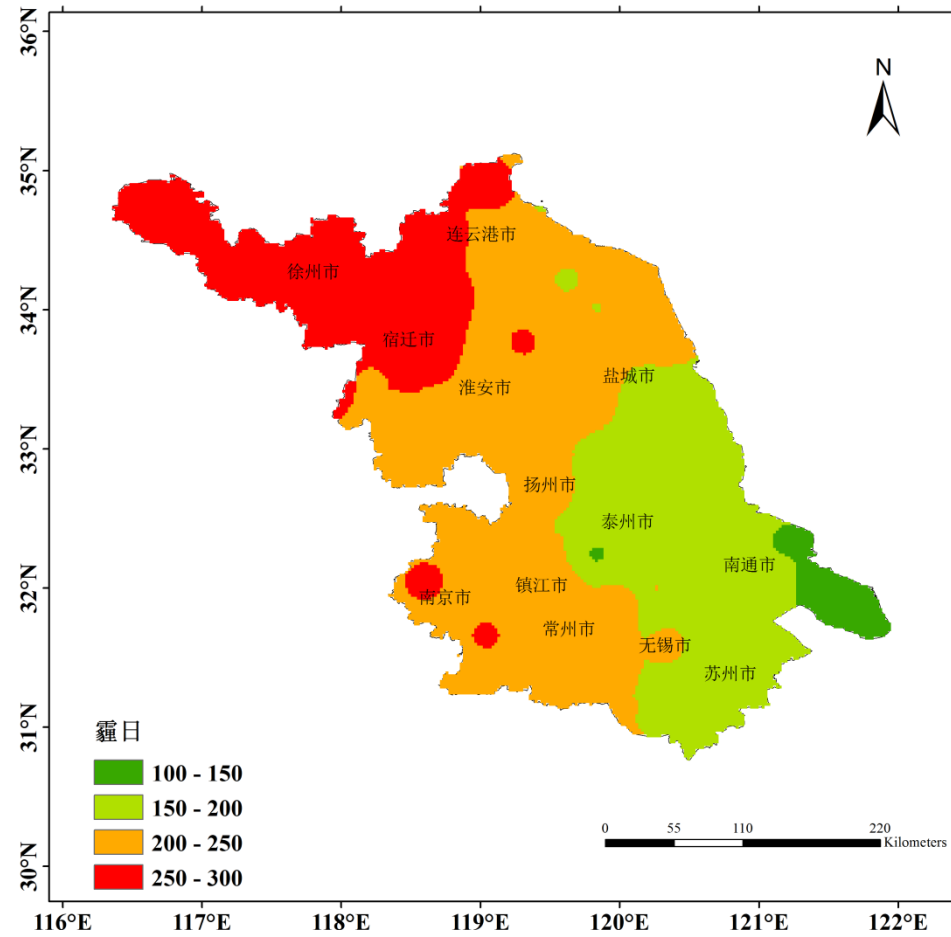 N
36°N
35°N
34°N
33°N
32°N
31°N
30°N
连云港市
徐州市
宿迁市
盐城市
淮安市
扬州市
泰州市
南通市
镇江市
南京市
常州市
无锡市
苏州市
霾日
100 - 150
150 - 200
200 - 250
250 - 300
0 55 110 220
Kilometers
116°E 117°E 118°E 119°E 120°E 121°E 122°E